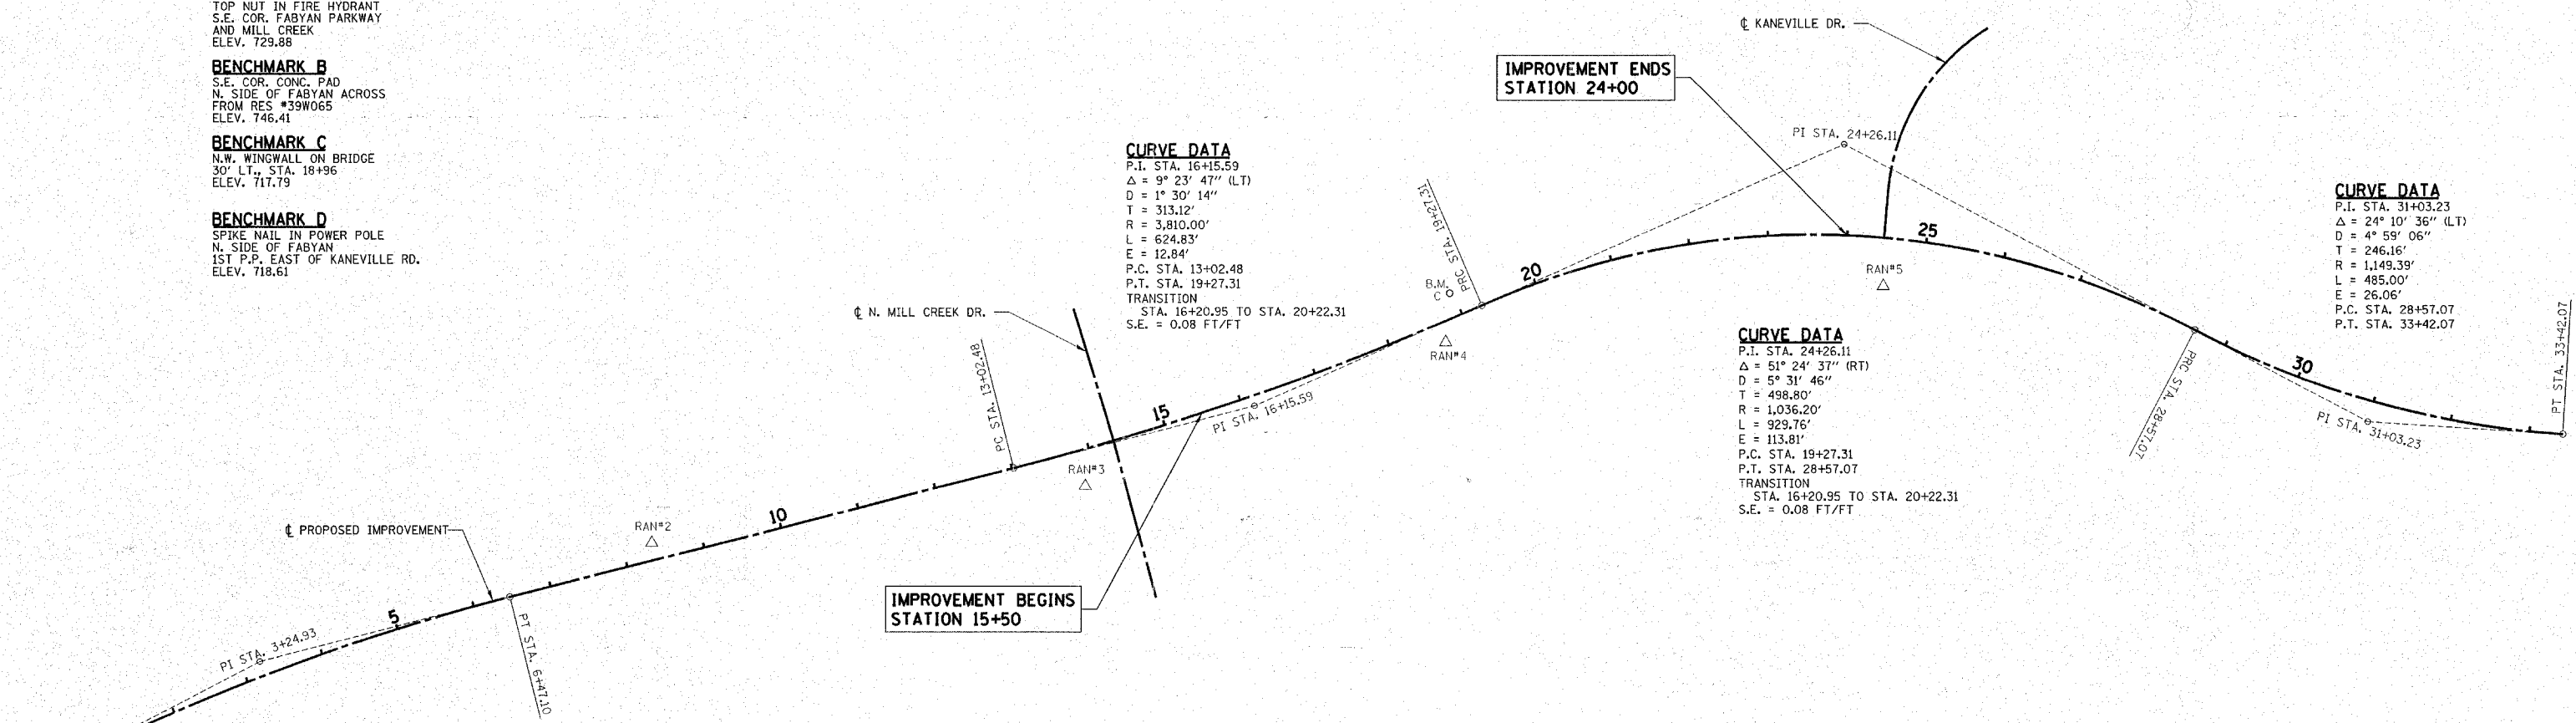 TOP NUT IN FIRE HYDRANT
S.E. COR. FABYAN PARKWAY
AND MILL CREEK
ELEV. 729.88
BENCHMARK B
S.E. COR. CONC. PAD
N. SIDE OF FABYAN ACROSS
FROM RES #39W065
ELEV. 746.41
BENCHMARK C
N.W. WINGWALL ON BRIDGE
30' LT., STA. 18+96
ELEV. 717.79
BENCHMARK D
SPIKE NAIL IN POWER POLE
N. SIDE OF FABYAN
1ST P.P. EAST OF KANEVILLE RD.
ELEV. 718.61
℄ PROPOSED IMPROVEMENT
PI STA. 3+24.93
5
PT STA. 6+47.10
RAN#2
10
℄ N. MILL CREEK DR.
PC STA. 13+02.48
RAN#3
15
IMPROVEMENT BEGINS
STATION 15+50
PI STA. 16+15.59
CURVE DATA
P.I. STA. 16+15.59
Δ = 9° 23' 47'' (LT)
D = 1° 30' 14''
T = 313.12'
R = 3,810.00'
L = 624.83'
E = 12.84'
P.C. STA. 13+02.48
P.T. STA. 19+27.31
TRANSITION
STA. 16+20.95 TO STA. 20+22.31
S.E. = 0.08 FT/FT
B.M.
C
PRC STA. 19+27.31
RAN#4
20
IMPROVEMENT ENDS
STATION 24+00
℄ KANEVILLE DR.
PI STA. 24+26.11
25
RAN#5
CURVE DATA
P.I. STA. 24+26.11
Δ = 51° 24' 37'' (RT)
D = 5° 31' 46''
T = 498.80'
R = 1,036.20'
L = 929.76'
E = 113.81'
P.C. STA. 19+27.31
P.T. STA. 28+57.07
TRANSITION
STA. 16+20.95 TO STA. 20+22.31
S.E. = 0.08 FT/FT
PRC STA. 28+57.07
30
PI STA. 31+03.23
CURVE DATA
P.I. STA. 31+03.23
Δ = 24° 10' 36'' (LT)
D = 4° 59' 06''
T = 246.16'
R = 1,149.39'
L = 485.00'
E = 26.06'
P.C. STA. 28+57.07
P.T. STA. 33+42.07
PT STA. 33+42.07